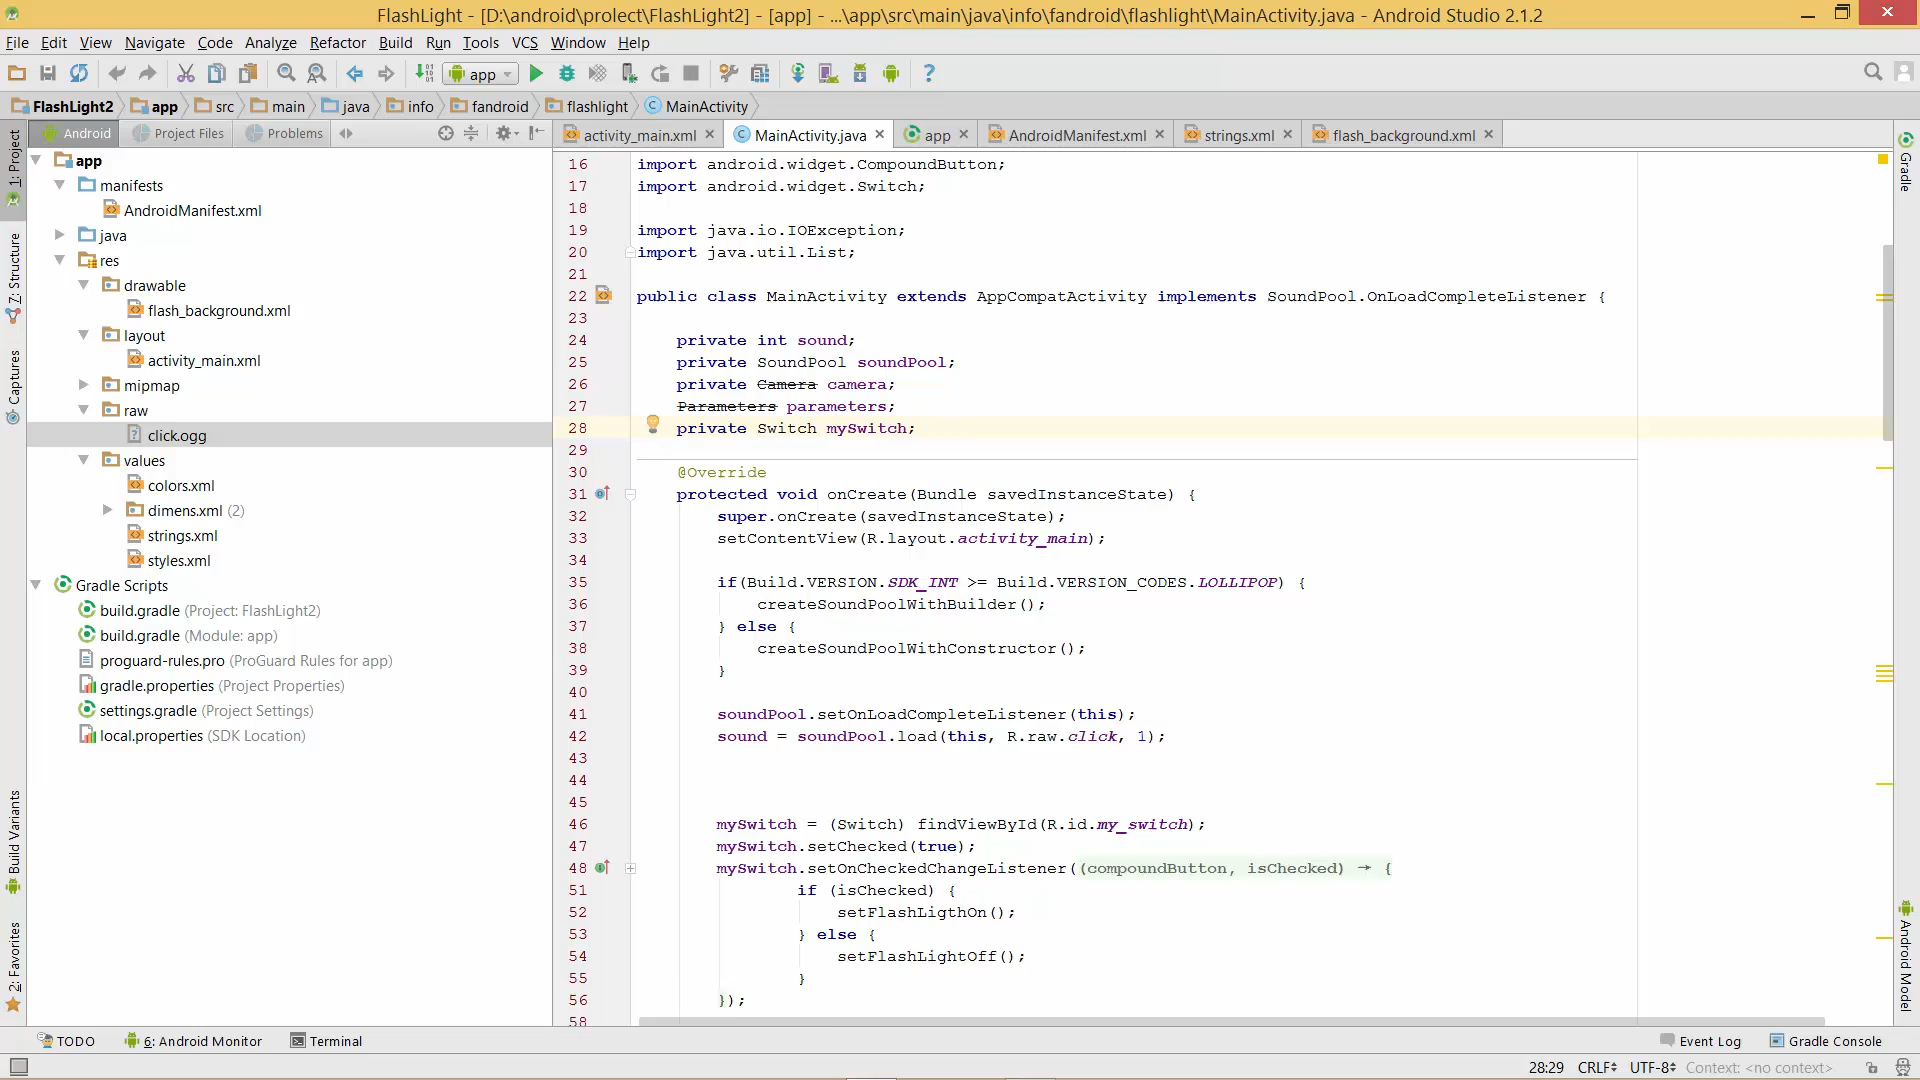 FlashLight - [D:\android\prolect\FlashLight2] - [app] - ...\app\src\main\java\info\fandroid\flashlight\MainActivity.java - Android Studio 2.1.2
File Edit View Navigate Code Analyze Refactor Build Run Tools VCS Window Help
app
FlashLight2 app src main java info fandroid flashlight MainActivity
Android Project Files Problems
activity_main.xml MainActivity.java app AndroidManifest.xml strings.xml flash_background.xml
1: Project
Z: Structure
Captures
Build Variants
2: Favorites
app
manifests
AndroidManifest.xml
java
res
drawable
flash_background.xml
layout
activity_main.xml
mipmap
raw
click.ogg
values
colors.xml
dimens.xml (2)
strings.xml
styles.xml
Gradle Scripts
build.gradle (Project: FlashLight2)
build.gradle (Module: app)
proguard-rules.pro (ProGuard Rules for app)
gradle.properties (Project Properties)
settings.gradle (Project Settings)
local.properties (SDK Location)
16 import android.widget.CompoundButton;
17 import android.widget.Switch;
18
19 import java.io.IOException;
20 import java.util.List;
21
22 public class MainActivity extends AppCompatActivity implements SoundPool.OnLoadCompleteListener {
23
24 private int sound;
25 private SoundPool soundPool;
26 private Camera camera;
27 Parameters parameters;
28 private Switch mySwitch;
29
30 @Override
31 protected void onCreate(Bundle savedInstanceState) {
32 super.onCreate(savedInstanceState);
33 setContentView(R.layout.activity_main);
34
35 if(Build.VERSION.SDK_INT >= Build.VERSION_CODES.LOLLIPOP) {
36 createSoundPoolWithBuilder();
37 } else {
38 createSoundPoolWithConstructor();
39 }
40
41 soundPool.setOnLoadCompleteListener(this);
42 sound = soundPool.load(this, R.raw.click, 1);
43
44
45
46 mySwitch = (Switch) findViewById(R.id.my_switch);
47 mySwitch.setChecked(true);
48 mySwitch.setOnCheckedChangeListener((compoundButton, isChecked) → {
51 if (isChecked) {
52 setFlashLigthOn();
53 } else {
54 setFlashLightOff();
55 }
56 });
58
Gradle
Android Model
TODO 6: Android Monitor Terminal Event Log Gradle Console
28:29 CRLF UTF-8 Context: <no context>